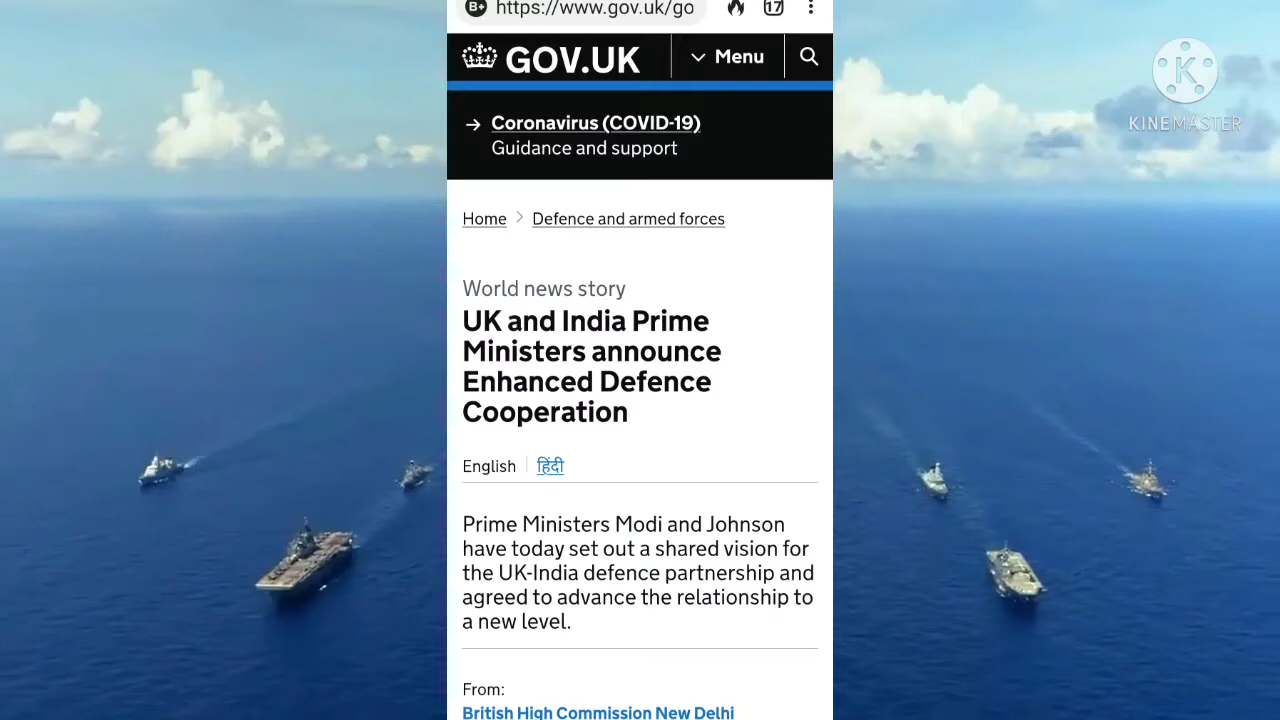 B+ https://www.gov.uk/go 17
GOV.UK Menu
Coronavirus (COVID-19)
Guidance and support
Home Defence and armed forces
World news story
UK and India Prime
Ministers announce
Enhanced Defence
Cooperation
English हिंदी
Prime Ministers Modi and Johnson
have today set out a shared vision for
the UK-India defence partnership and
agreed to advance the relationship to
a new level.
From:
British High Commission New Delhi
K
KINEMASTER